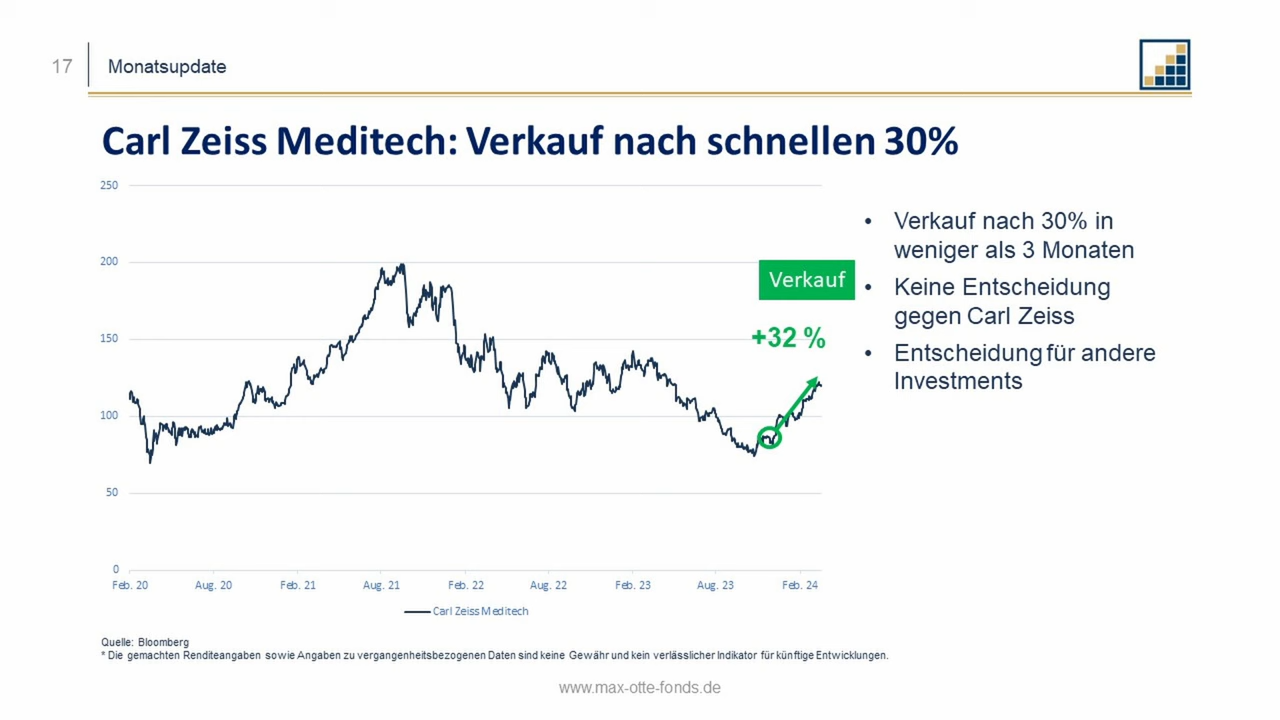 17
Monatsupdate
Carl Zeiss Meditech: Verkauf nach schnellen 30%
250
200
150
100
50
0
Feb. 20
Aug. 20
Feb. 21
Aug. 21
Feb. 22
Aug. 22
Feb. 23
Aug. 23
Feb. 24
Carl Zeiss Meditech
Verkauf
+32 %
• Verkauf nach 30% in
weniger als 3 Monaten
• Keine Entscheidung
gegen Carl Zeiss
• Entscheidung für andere
Investments
Quelle: Bloomberg
* Die gemachten Renditeangaben sowie Angaben zu vergangenheitsbezogenen Daten sind keine Gewähr und kein verlässlicher Indikator für künftige Entwicklungen.
www.max-otte-fonds.de